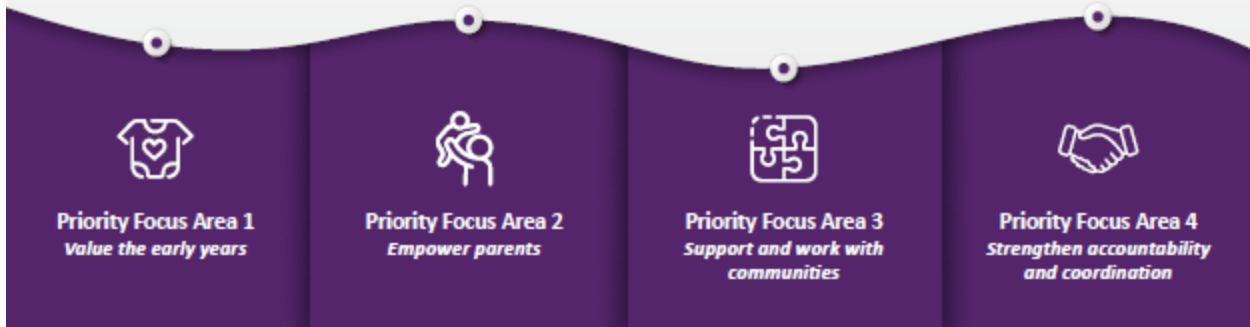 Priority Focus Area 1
Value the early years
Priority Focus Area 2
Empower parents
Priority Focus Area 3
Support and work with
communities
Priority Focus Area 4
Strengthen accountability
and coordination